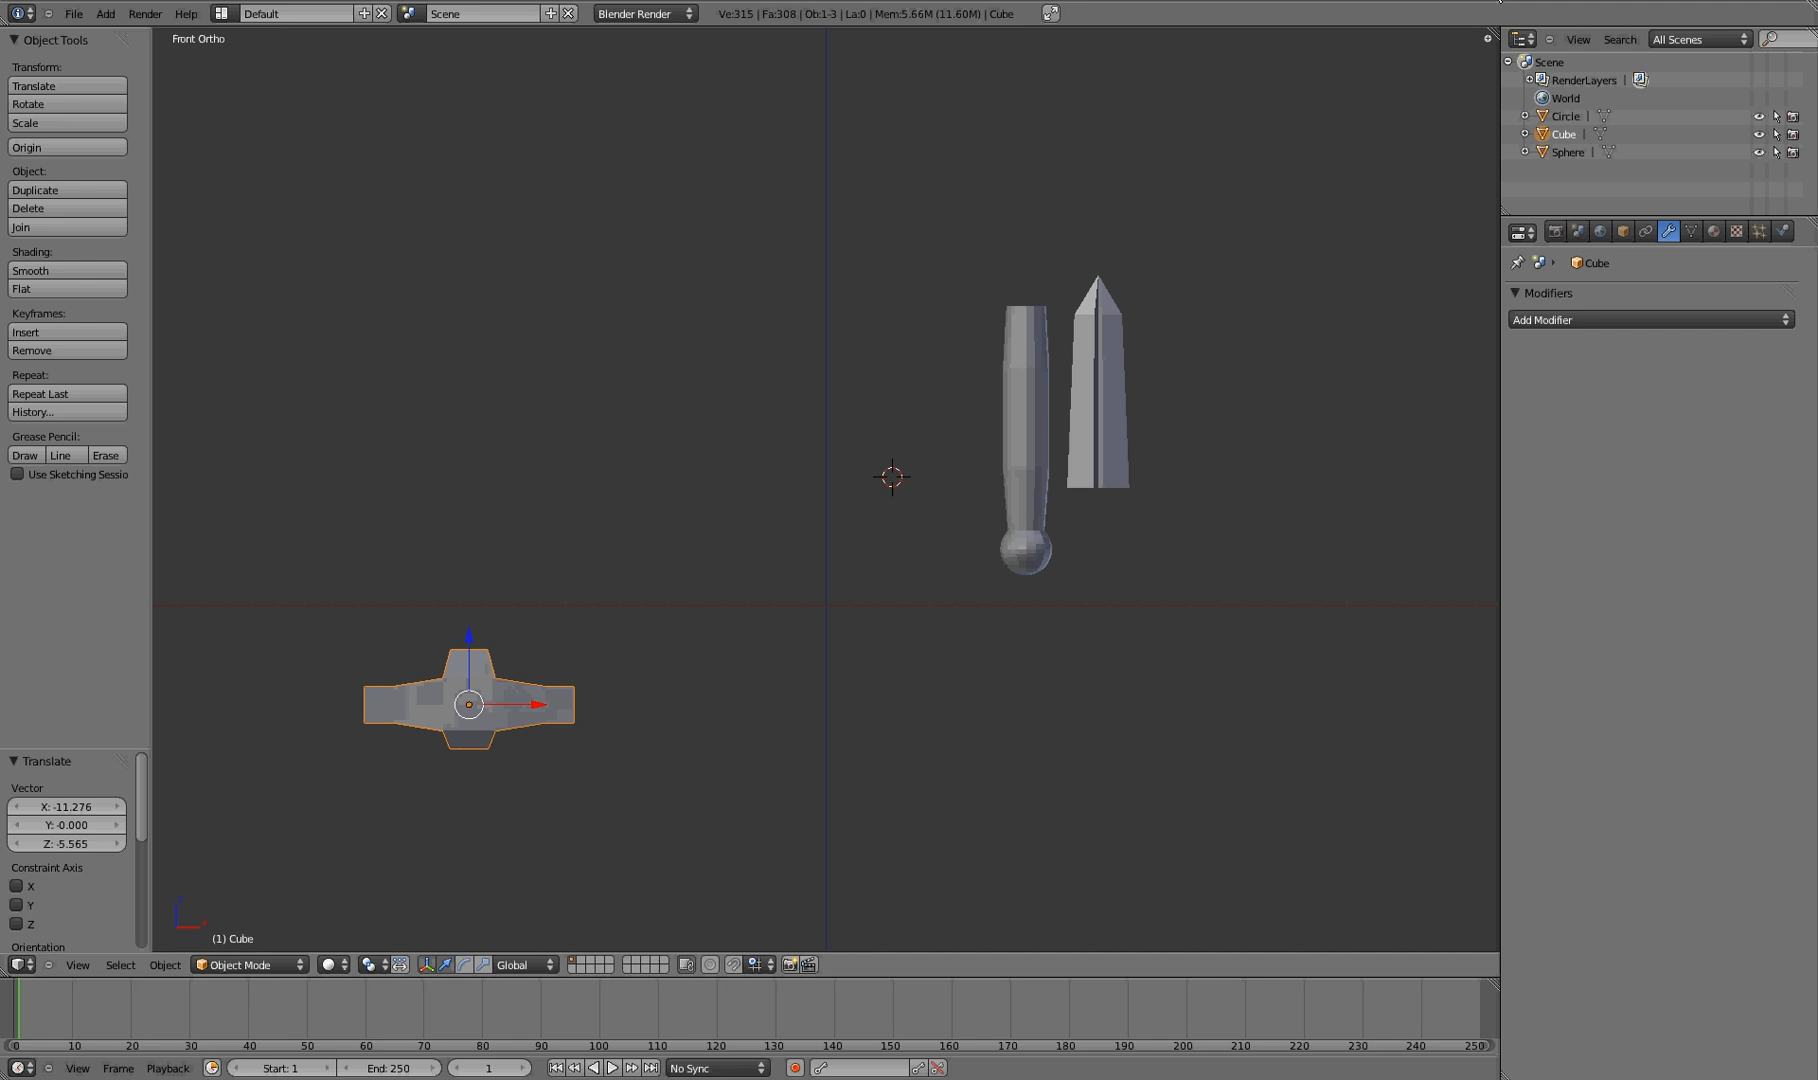 File Add Render Help Default Scene Blender Render Ve:315 | Fa:308 | Ob:1-3 | La:0 | Mem:5.66M (11.60M) | Cube
Object Tools
Transform:
Translate
Rotate
Scale
Origin
Object:
Duplicate
Delete
Join
Shading:
Smooth
Flat
Keyframes:
Insert
Remove
Repeat:
Repeat Last
History...
Grease Pencil:
Draw Line Erase
Use Sketching Sessio
Translate
Vector
X: -11.276
Y: -0.000
Z: -5.565
Constraint Axis
X
Y
Z
Orientation
Front Ortho
(1) Cube
View Select Object Object Mode Global
0 10 20 30 40 50 60 70 80 90 100 110 120 130 140 150 160 170 180 190 200 210 220 230 240 250
View Frame Playback Start: 1 End: 250 1 No Sync
View Search All Scenes
Scene
RenderLayers |
World
Circle |
Cube |
Sphere |
Cube
Modifiers
Add Modifier